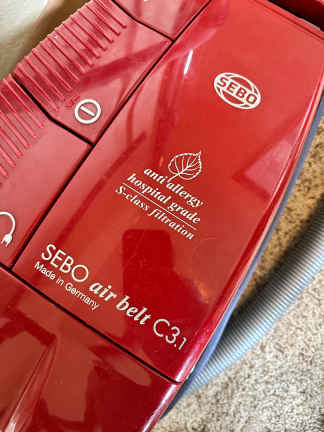 SEBO
anti allergy
hospital grade
S-class filtration
SEBO air belt C3.1
Made in Germany